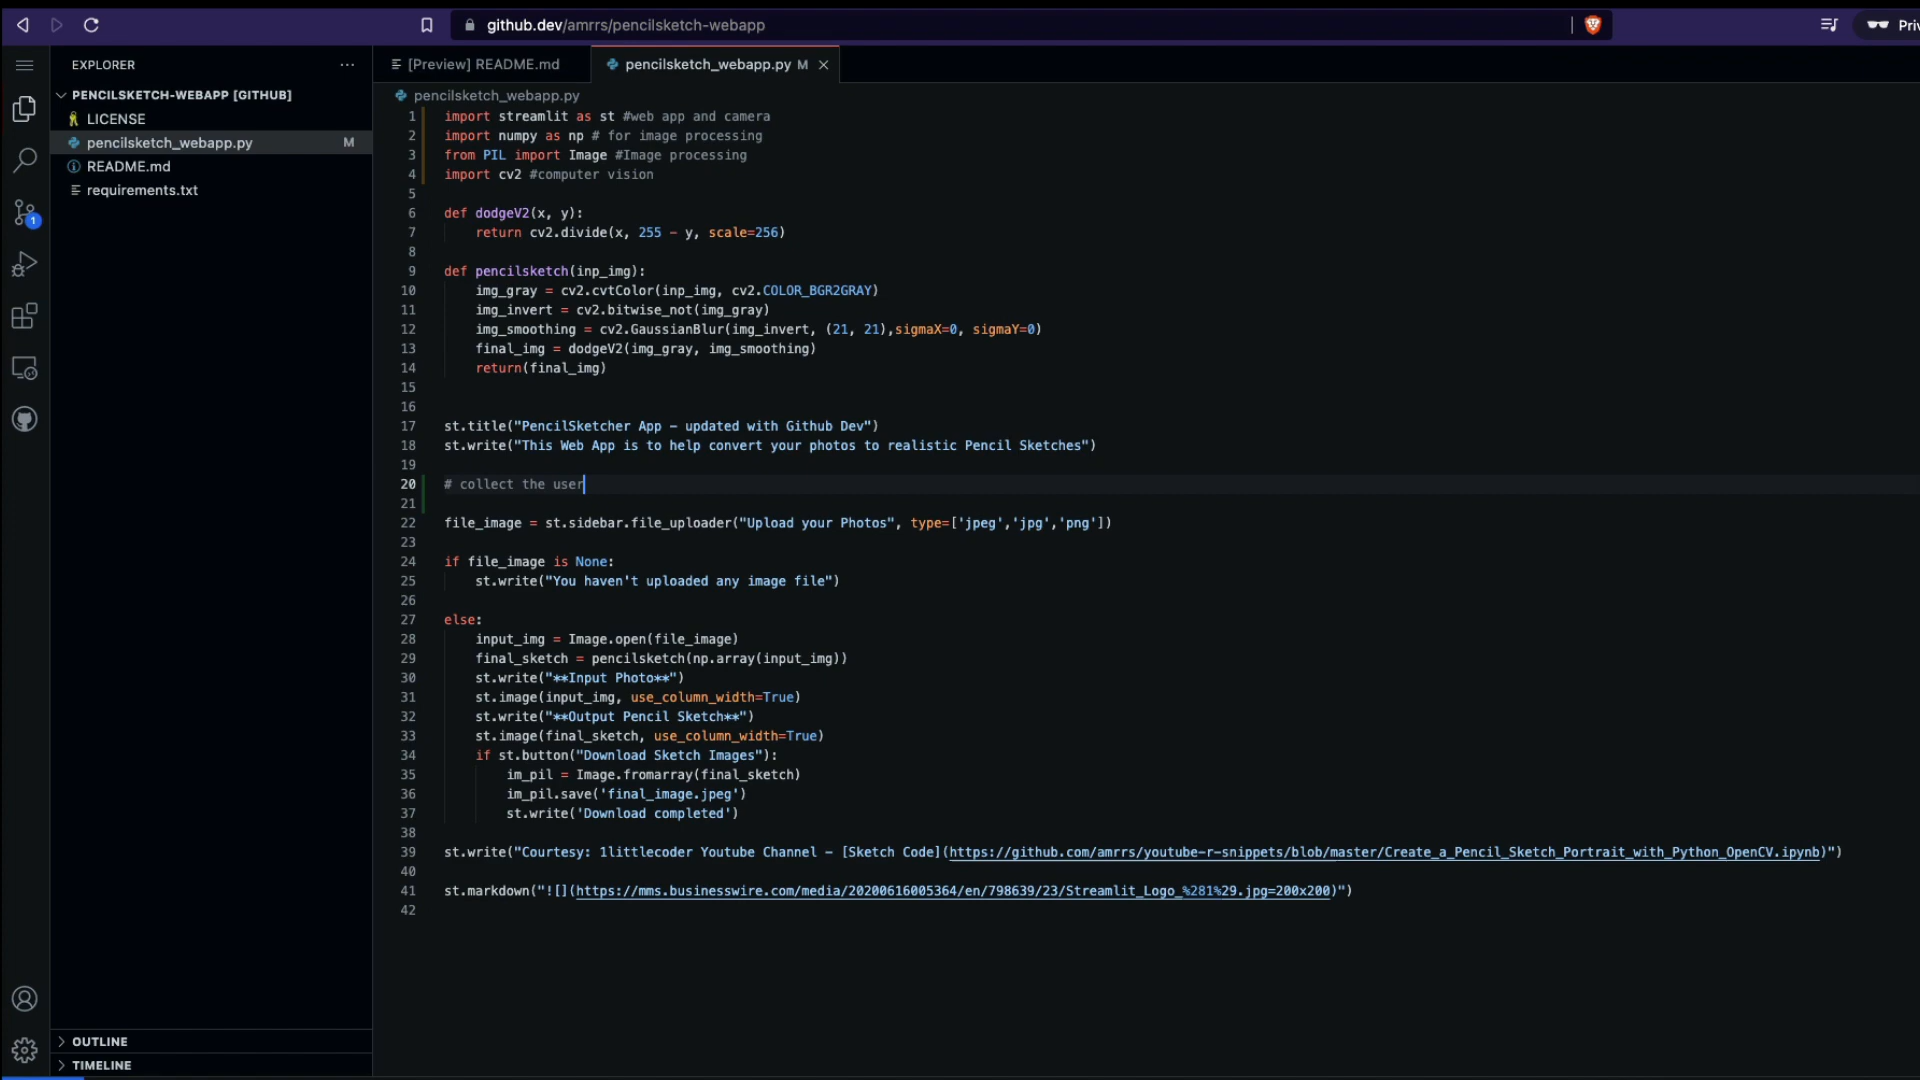 github.dev/amrrs/pencilsketch-webapp
Priv
EXPLORER
PENCILSKETCH-WEBAPP [GITHUB]
LICENSE
pencilsketch_webapp.py M
README.md
requirements.txt
1
OUTLINE
TIMELINE
[Preview] README.md
pencilsketch_webapp.py M
pencilsketch_webapp.py
1 import streamlit as st #web app and camera
2 import numpy as np # for image processing
3 from PIL import Image #Image processing
4 import cv2 #computer vision
5
6 def dodgeV2(x, y):
7 return cv2.divide(x, 255 - y, scale=256)
8
9 def pencilsketch(inp_img):
10 img_gray = cv2.cvtColor(inp_img, cv2.COLOR_BGR2GRAY)
11 img_invert = cv2.bitwise_not(img_gray)
12 img_smoothing = cv2.GaussianBlur(img_invert, (21, 21),sigmaX=0, sigmaY=0)
13 final_img = dodgeV2(img_gray, img_smoothing)
14 return(final_img)
15
16
17 st.title("PencilSketcher App - updated with Github Dev")
18 st.write("This Web App is to help convert your photos to realistic Pencil Sketches")
19
20 # collect the user
21
22 file_image = st.sidebar.file_uploader("Upload your Photos", type=['jpeg','jpg','png'])
23
24 if file_image is None:
25 st.write("You haven't uploaded any image file")
26
27 else:
28 input_img = Image.open(file_image)
29 final_sketch = pencilsketch(np.array(input_img))
30 st.write("**Input Photo**")
31 st.image(input_img, use_column_width=True)
32 st.write("**Output Pencil Sketch**")
33 st.image(final_sketch, use_column_width=True)
34 if st.button("Download Sketch Images"):
35 im_pil = Image.fromarray(final_sketch)
36 im_pil.save('final_image.jpeg')
37 st.write('Download completed')
38
39 st.write("Courtesy: 1littlecoder Youtube Channel - [Sketch Code](https://github.com/amrrs/youtube-r-snippets/blob/master/Create_a_Pencil_Sketch_Portrait_with_Python_OpenCV.ipynb)")
40
41 st.markdown("![](https://mms.businesswire.com/media/20200616005364/en/798639/23/Streamlit_Logo_%281%29.jpg=200x200)")
42